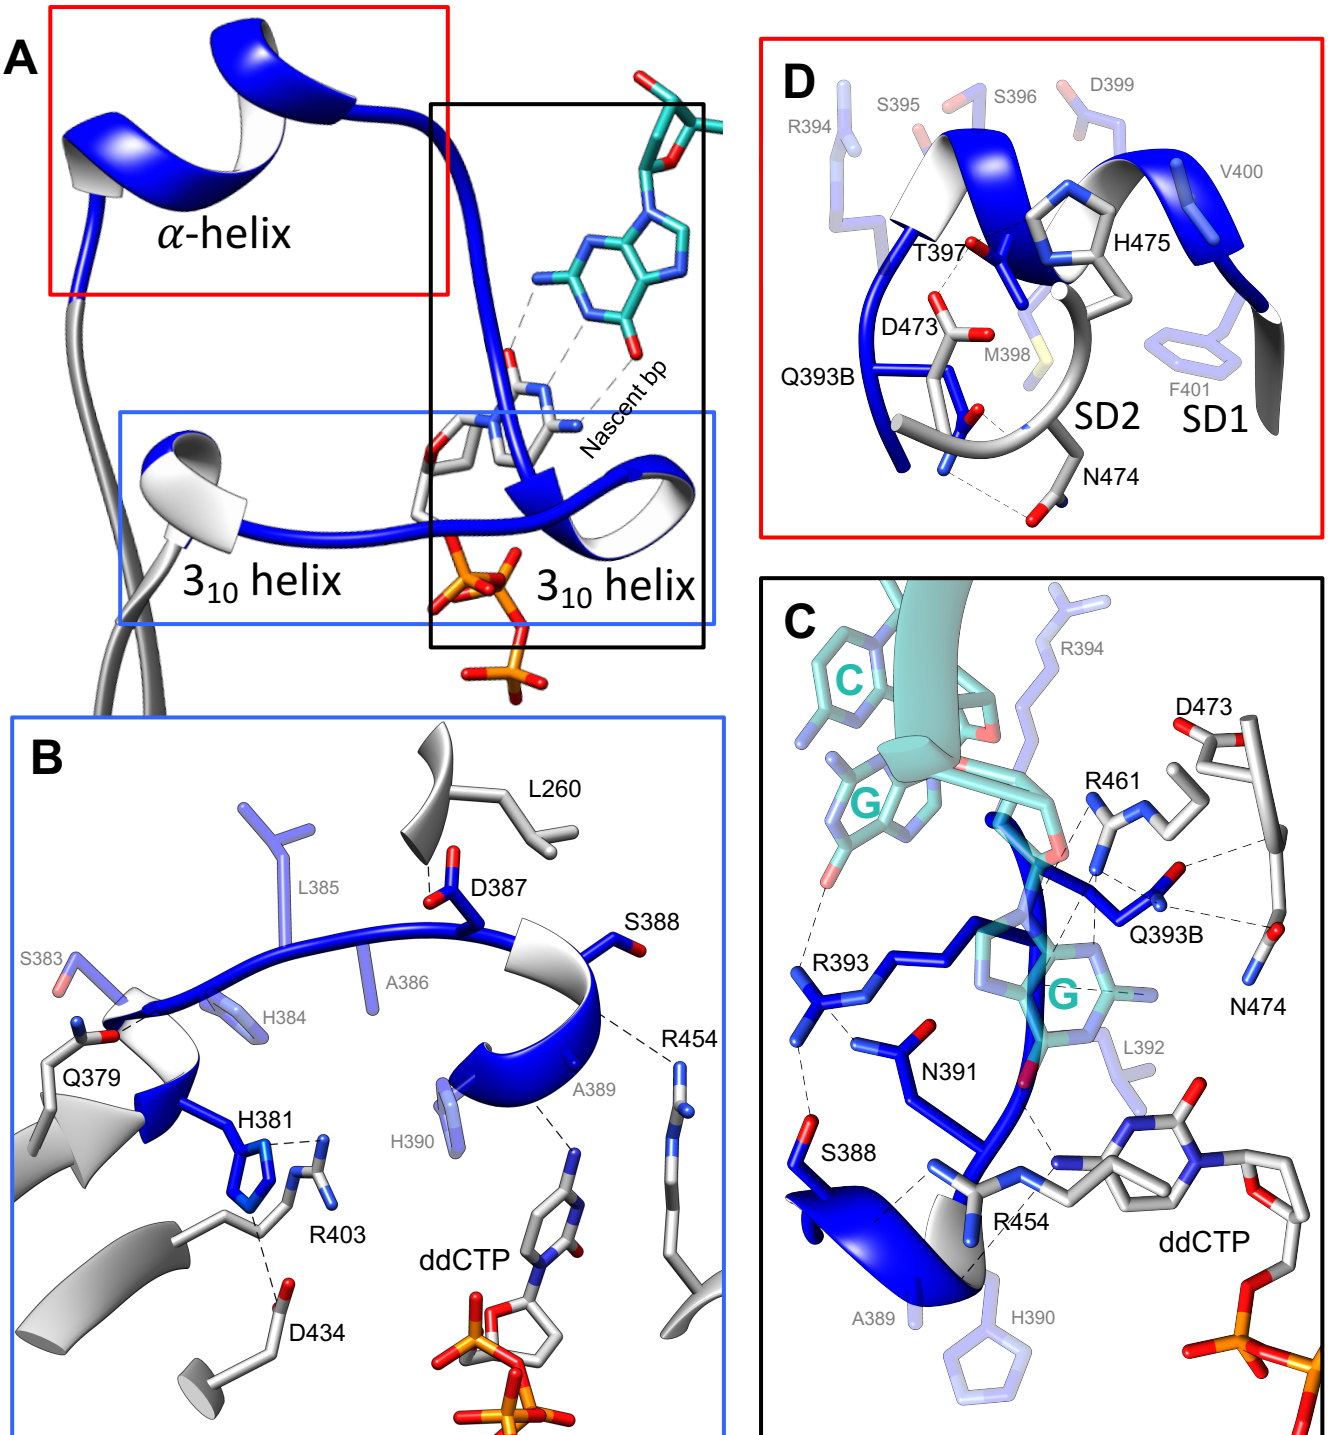 A
α-helix
Nascent bp
3₁₀ helix
3₁₀ helix
D
R394
S395
S396
D399
V400
T397
H475
D473
M398
Q393B
F401
SD2
SD1
N474
B
L260
L385
D387
S388
S383
A386
H384
R454
Q379
A389
H381
H390
R403
ddCTP
D434
C
R394
C
D473
R461
G
Q393B
R393
G
N474
N391
L392
S388
R454
ddCTP
A389
H390